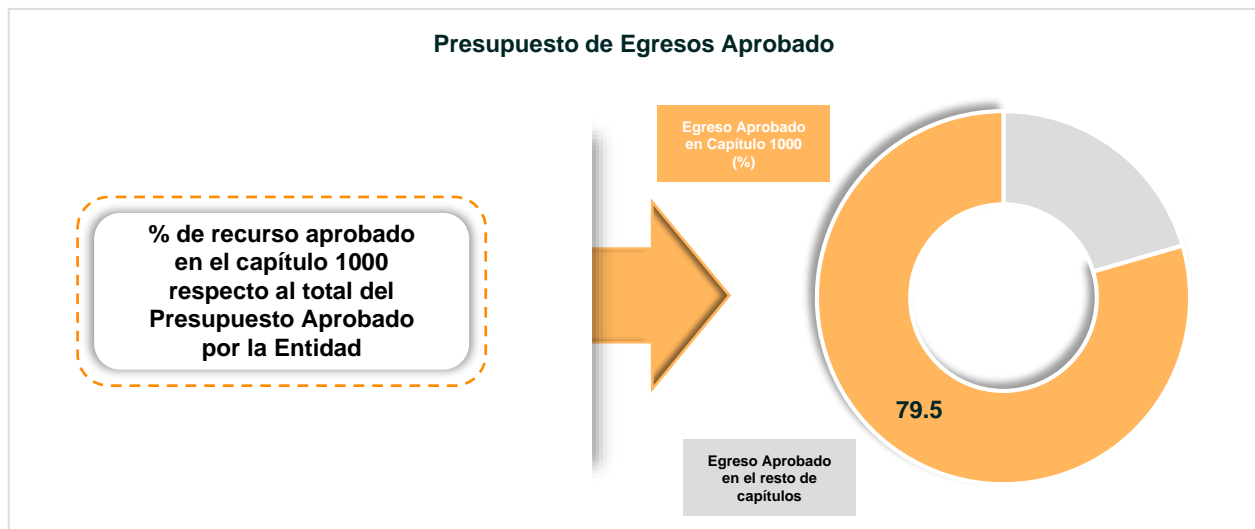 Presupuesto de Egresos Aprobado
Egreso Aprobado
en Capítulo 1000
(%)
% de recurso aprobado
en el capítulo 1000
respecto al total del
Presupuesto Aprobado
por la Entidad
79.5
Egreso Aprobado
en el resto de
capítulos